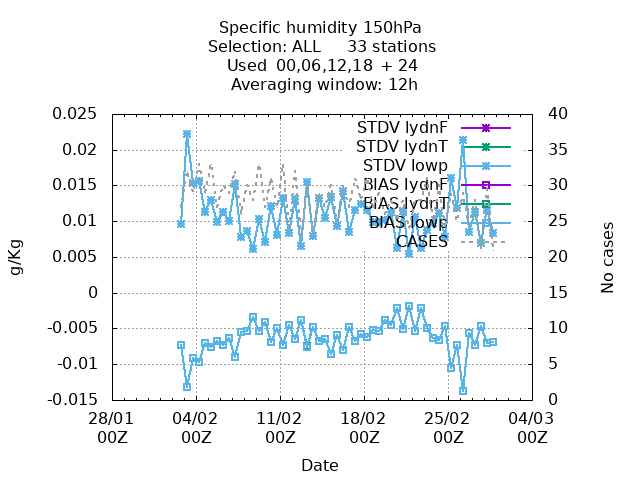 Specific humidity 150hPa
Selection: ALL 33 stations
Used 00,06,12,18 + 24
Averaging window: 12h
0.025
0.02
0.015
0.01
0.005
0
-0.005
-0.01
-0.015
40
35
30
25
20
15
10
5
0
STDV lydnF
STDV lydnT
STDV lowp
BIAS lydnF
BIAS lydnT
BIAS lowp
CASES
g/Kg
No cases
28/01 04/02 11/02 18/02 25/02 04/03
00Z 00Z 00Z 00Z 00Z 00Z
Date